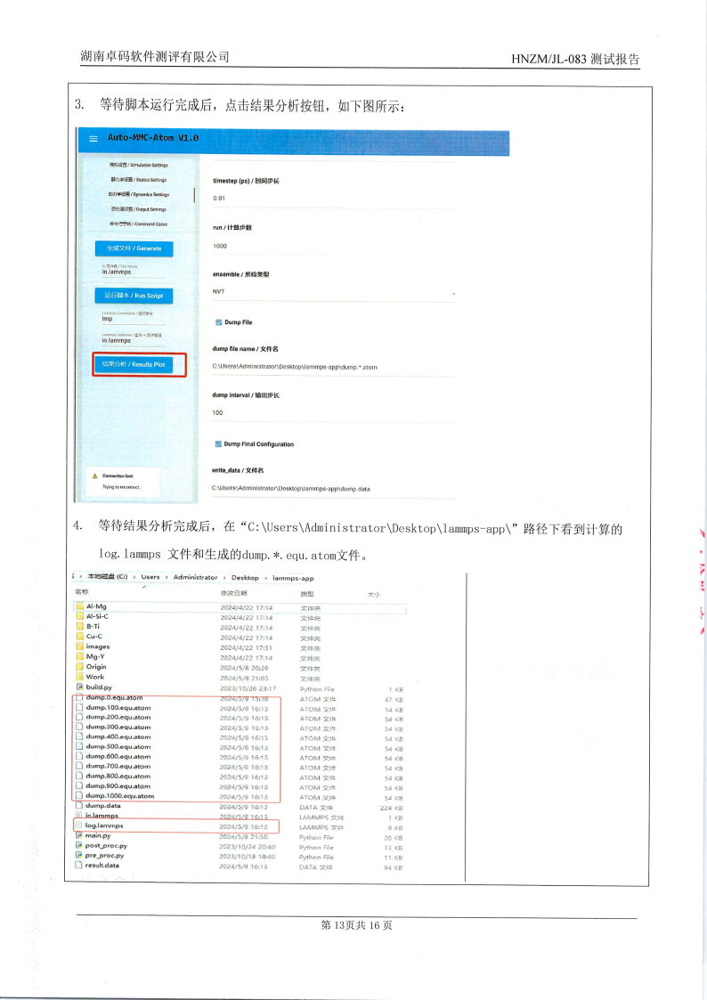 湖南卓码软件测评有限公司
HNZM/JL-083 测试报告
3. 等待脚本运行完成后，点击结果分析按钮，如下图所示：
Auto-MMC-Atom V1.0
模拟设置 / Simulation Settings
静力学设置 / Statics Settings
动力学设置 / Dynamics Settings
后处理设置 / Output Settings
命令行示例 / Command Cases
生成文件 / Generate
in 文件名 / File Name
in.lammps
运行脚本 / Run Script
Lammps Command / 运行命令
lmp
in.lammps
结果分析 / Results Plot
Connection lost.
Trying to reconnect
timestep (ps) / 时间步长
0.01
run / 计算步数
1000
ensemble / 系综类型
NVT
Dump File
dump file name / 文件名
C:\Users\Administrator\Desktop\lammps-app\dump.*.atom
dump interval / 输出步长
100
Dump Final Configuration
write_data / 文件名
C:\Users\Administrator\Desktop\lammps-app\dump.data
4. 等待结果分析完成后，在“C:\Users\Administrator\Desktop\lammps-app\”路径下看到计算的
log.lammps 文件和生成的dump.*.equ.atom文件。
本地磁盘 (C:) › Users › Administrator › Desktop › lammps-app
名称 修改日期 类型 大小
Al-Mg 2024/4/22 17:14 文件夹
Al-Si-C 2024/4/22 17:14 文件夹
B-Ti 2024/4/22 17:14 文件夹
Cu-C 2024/4/22 17:14 文件夹
images 2024/4/22 17:51 文件夹
Mg-Y 2024/4/22 17:14 文件夹
Origin 2024/5/8 20:29 文件夹
Work 2024/5/8 21:03 文件夹
build.py 2023/10/26 23:17 Python File 1 KB
dump.0.equ.atom 2024/5/9 15:38 ATOM 文件 47 KB
dump.100.equ.atom 2024/5/9 16:13 ATOM 文件 54 KB
dump.200.equ.atom 2024/5/9 16:13 ATOM 文件 54 KB
dump.300.equ.atom 2024/5/9 16:13 ATOM 文件 54 KB
dump.400.equ.atom 2024/5/9 16:13 ATOM 文件 54 KB
dump.500.equ.atom 2024/5/9 16:13 ATOM 文件 54 KB
dump.600.equ.atom 2024/5/9 16:13 ATOM 文件 54 KB
dump.700.equ.atom 2024/5/9 16:13 ATOM 文件 54 KB
dump.800.equ.atom 2024/5/9 16:13 ATOM 文件 54 KB
dump.900.equ.atom 2024/5/9 16:13 ATOM 文件 54 KB
dump.1000.equ.atom 2024/5/9 16:13 ATOM 文件 54 KB
dump.data 2024/5/9 16:13 DATA 文件 224 KB
in.lammps 2024/5/9 16:13 LAMMPS 文件 1 KB
log.lammps 2024/5/9 16:13 LAMMPS 文件 8 KB
main.py 2024/5/8 21:50 Python File 20 KB
post_proc.py 2023/10/24 20:40 Python File 13 KB
pre_proc.py 2023/10/18 18:40 Python File 11 KB
result.data 2024/5/9 16:13 DATA 文件 94 KB
第 13页共 16 页